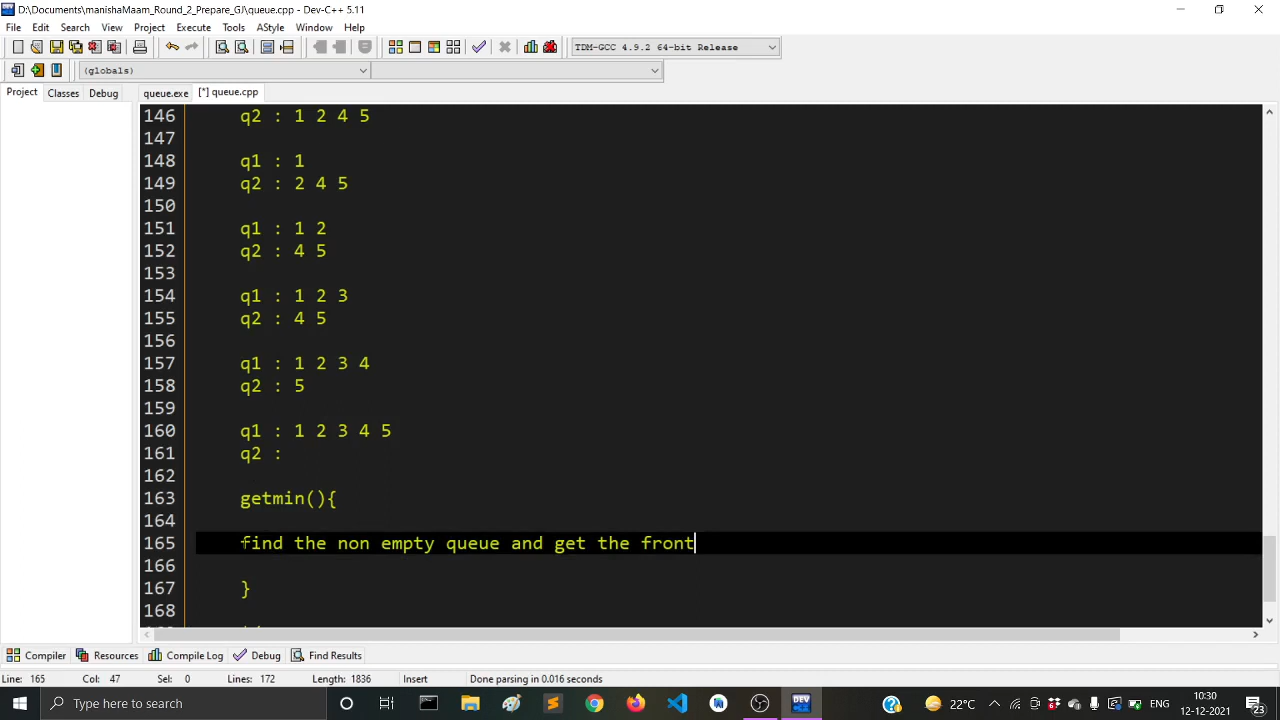 D:\Documents\manishaMaam_Round_2_Prepare_GJ\queue.cpp - Dev-C++ 5.11
File Edit Search View Project Execute Tools AStyle Window Help
TDM-GCC 4.9.2 64-bit Release
(globals)
Project Classes Debug queue.exe [*] queue.cpp
146 q2 : 1 2 4 5
147
148 q1 : 1
149 q2 : 2 4 5
150
151 q1 : 1 2
152 q2 : 4 5
153
154 q1 : 1 2 3
155 q2 : 4 5
156
157 q1 : 1 2 3 4
158 q2 : 5
159
160 q1 : 1 2 3 4 5
161 q2 :
162
163 getmin(){
164
165 find the non empty queue and get the front
166
167 }
168
Compiler Resources Compile Log Debug Find Results
Line: 165 Col: 47 Sel: 0 Lines: 172 Length: 1836 Insert Done parsing in 0.016 seconds
Type here to search
22°C
ENG
10:30
12-12-2021
23